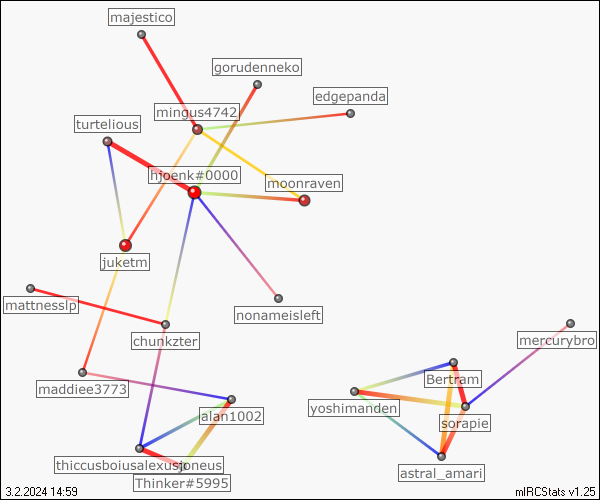 majestico
gorudenneko
edgepanda
mingus4742
turtelious
hjoenk#0000
moonraven
juketm
mattnesslp
nonameisleft
chunkzter
mercurybro
Bertram
maddiee3773
yoshimanden
alan1002
sorapie
thiccusboiusalexusjoneus
astral_amari
Thinker#5995
3.2.2024 14:59
mIRCStats v1.25